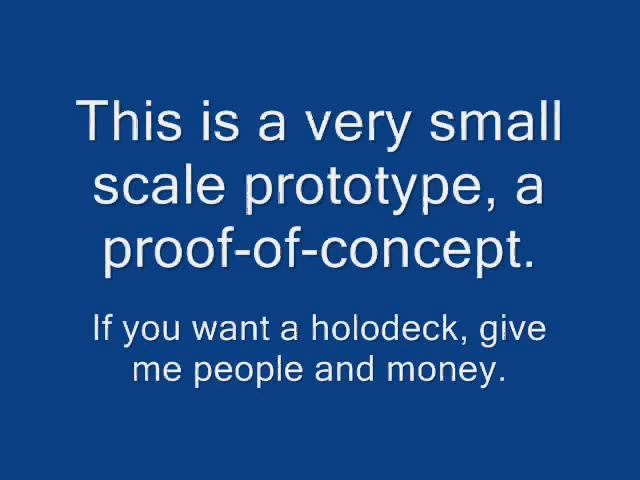 This is a very small
scale prototype, a
proof-of-concept.
If you want a holodeck, give
me people and money.